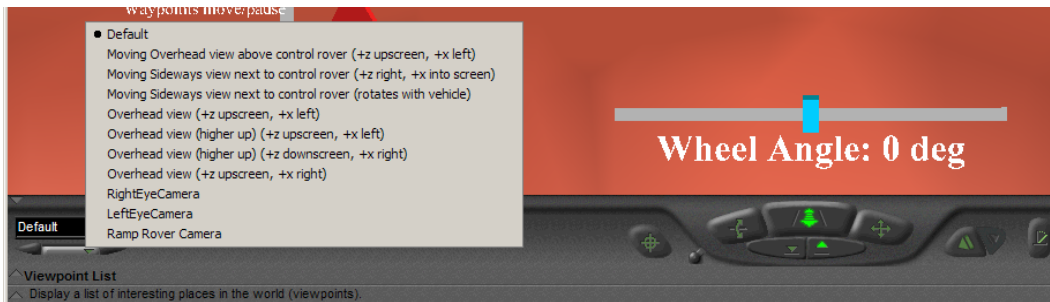 Waypoints move/pause
Default
Moving Overhead view above control rover (+z upscreen, +x left)
Moving Sideways view next to control rover (+z right, +x into screen)
Moving Sideways view next to control rover (rotates with vehicle)
Overhead view (+z upscreen, +x left)
Overhead view (higher up) (+z upscreen, +x left)
Overhead view (higher up) (+z downscreen, +x right)
Overhead view (+z upscreen, +x right)
RightEyeCamera
LeftEyeCamera
Ramp Rover Camera
Wheel Angle: 0 deg
Default
Viewpoint List
Display a list of interesting places in the world (viewpoints).